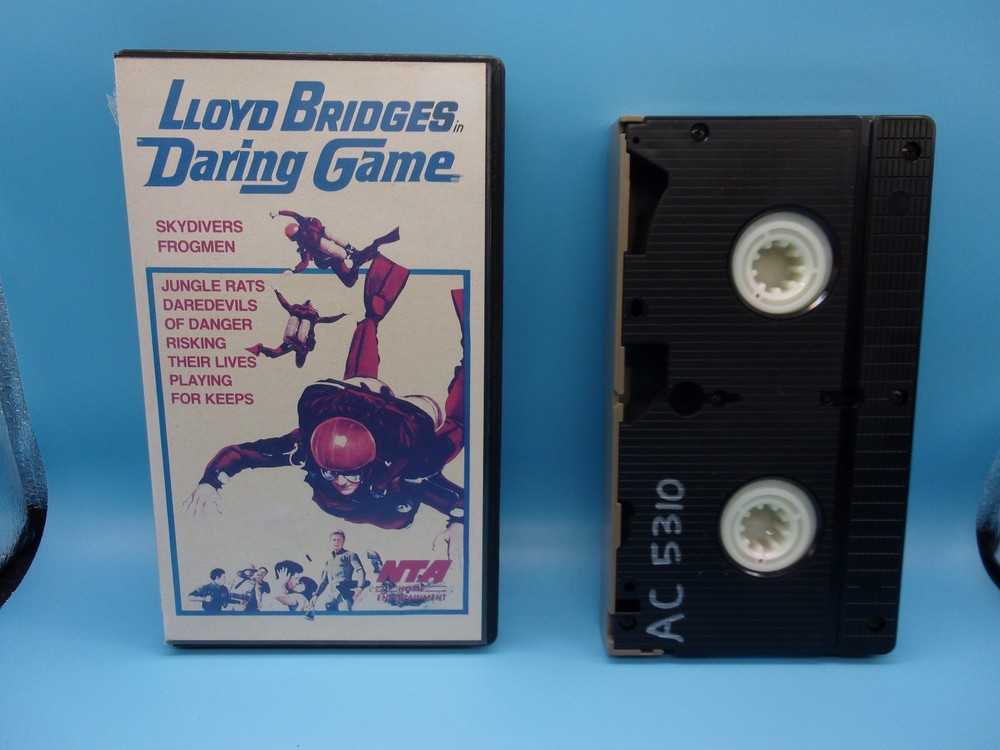 LLOYD BRIDGES in
Daring Game
SKYDIVERS
FROGMEN
JUNGLE RATS
DAREDEVILS
OF DANGER
RISKING
THEIR LIVES
PLAYING
FOR KEEPS
NTA
HOME
ENTERTAINMENT
AC 5310